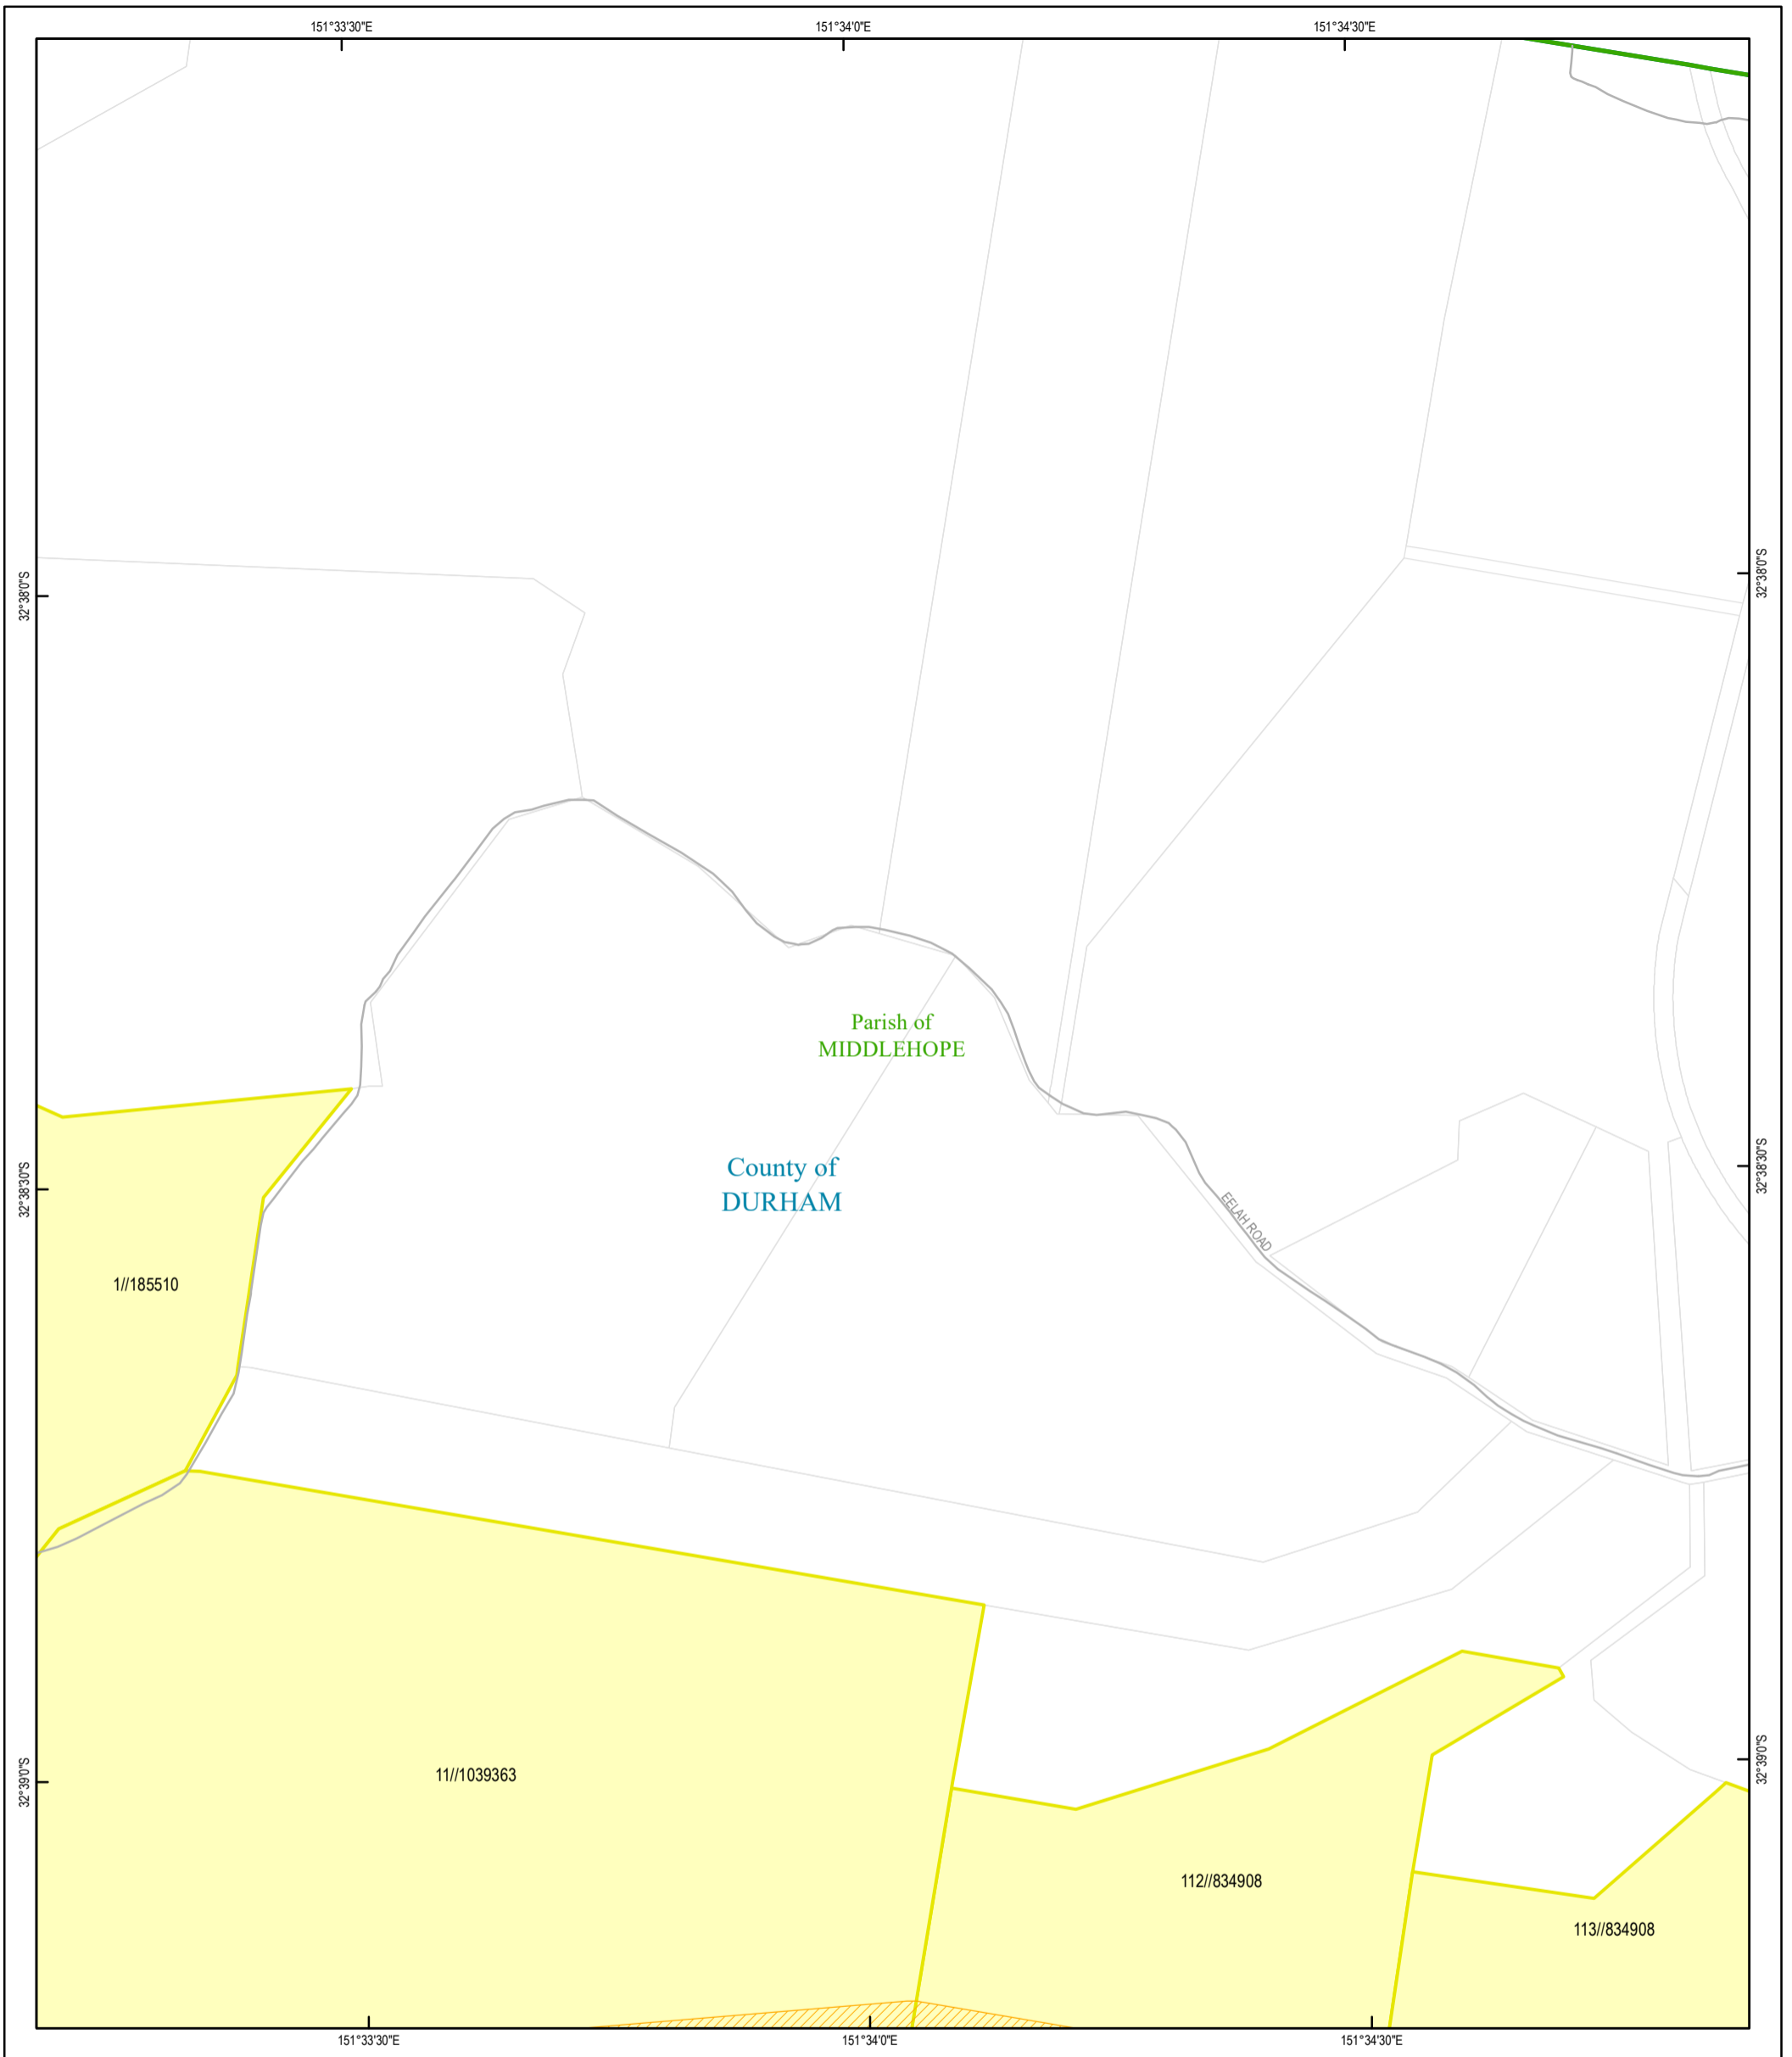 151°33'30"E
151°34'0"E
151°34'30"E
32°38'0"S
32°38'0"S
Parish of
MIDDLEHOPE
County of
DURHAM
32°38'30"S
32°38'30"S
EELAH ROAD
1//185510
11//1039363
32°39'0"S
32°39'0"S
112//834908
113//834908
151°33'30"E
151°34'0"E
151°34'30"E